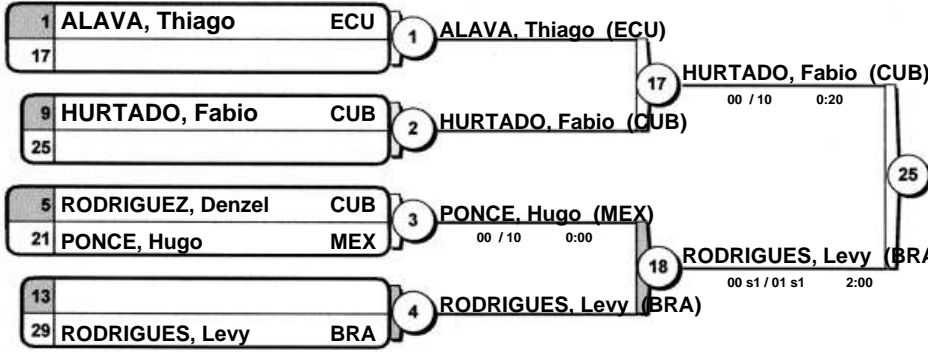 1 ALAVA, Thiago ECU
17
1 ALAVA, Thiago (ECU)
9 HURTADO, Fabio CUB
25
2 HURTADO, Fabio (CUB)
17 HURTADO, Fabio (CUB)
00 / 10 0:20
5 RODRIGUEZ, Denzel CUB
21 PONCE, Hugo MEX
3 PONCE, Hugo (MEX)
00 / 10 0:00
13
29 RODRIGUES, Levy BRA
4 RODRIGUES, Levy (BRA)
18 RODRIGUES, Levy (BRA
00 s1 / 01 s1 2:00
25